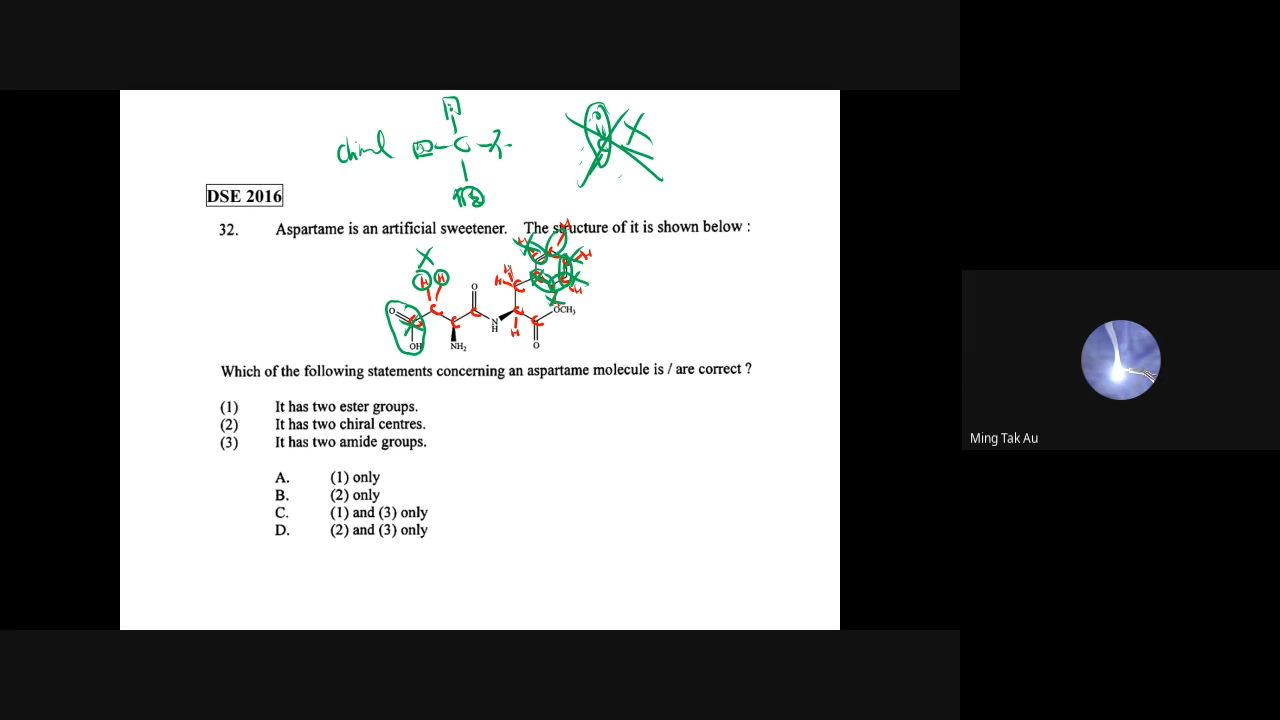 chiral
C
X
DSE 2016
32. Aspartame is an artificial sweetener. The structure of it is shown below :
X
H H
H H
H
H
O
O
OCH₃
C C C C C C
N
H
H
OH
NH₂
O
Which of the following statements concerning an aspartame molecule is / are correct ?
(1) It has two ester groups.
(2) It has two chiral centres.
(3) It has two amide groups.
A. (1) only
B. (2) only
C. (1) and (3) only
D. (2) and (3) only
Ming Tak Au